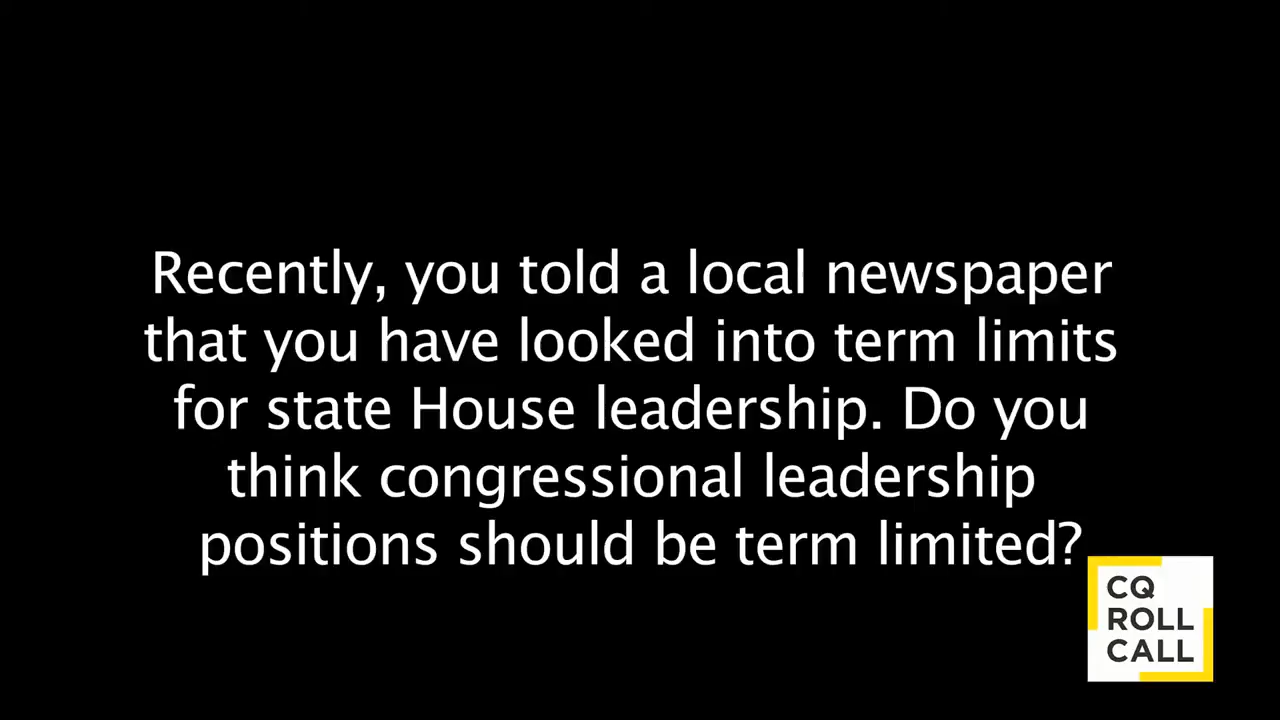 Recently, you told a local newspaper
that you have looked into term limits
for state House leadership. Do you
think congressional leadership
positions should be term limited?
CQ
ROLL
CALL